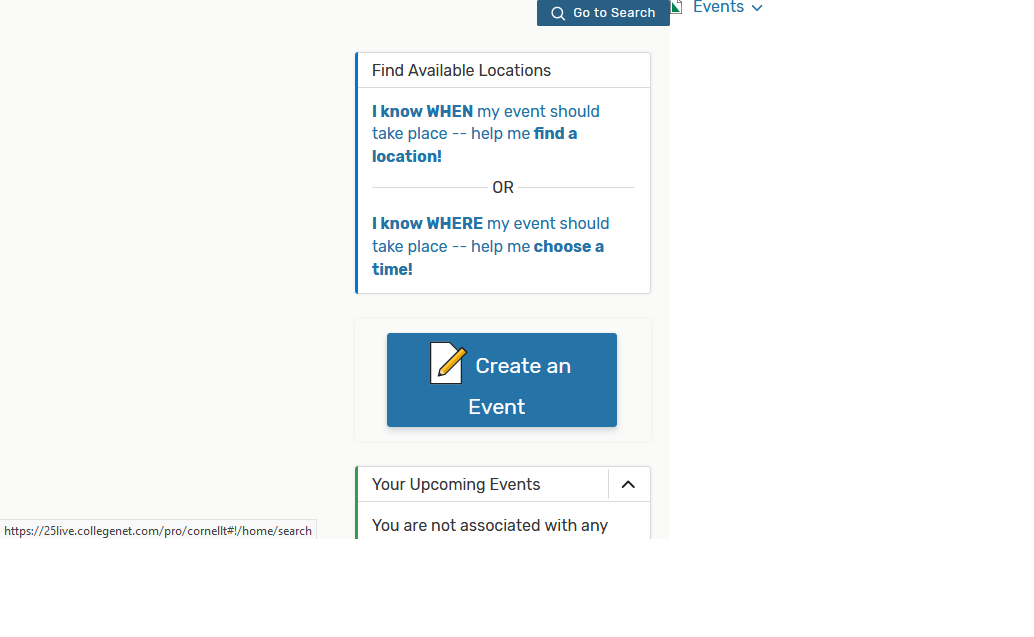 Go to Search
Events
Find Available Locations
I know WHEN my event should
take place -- help me find a
location!
OR
I know WHERE my event should
take place -- help me choose a
time!
Create an
Event
Your Upcoming Events
You are not associated with any
https://25live.collegenet.com/pro/cornellt#!/home/search